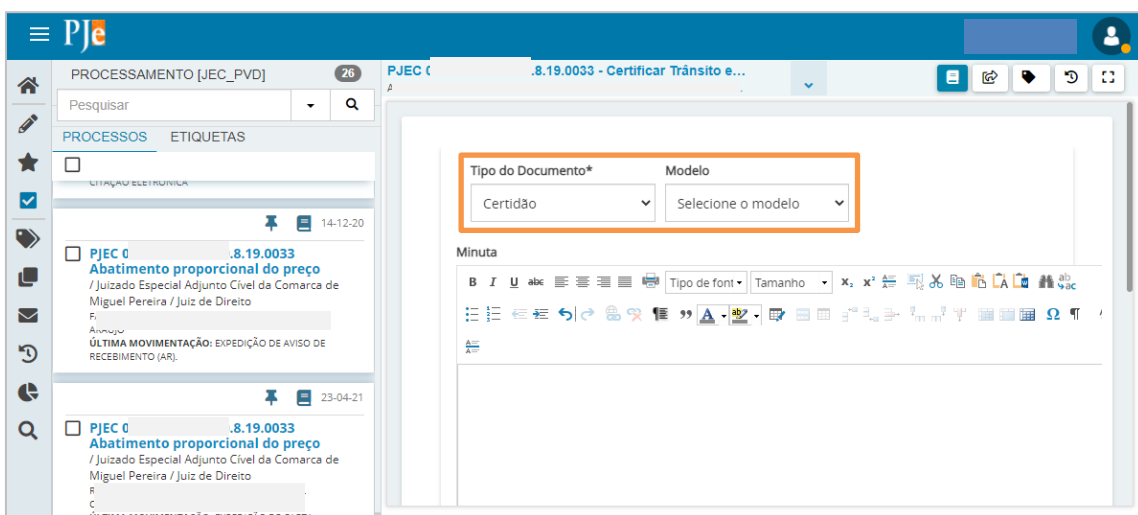 PJe
PROCESSAMENTO [JEC_PVD] 26
Pesquisar
PROCESSOS ETIQUETAS
CITAÇÃO ELETRÔNICA
14-12-20
PJEC 0 .8.19.0033
Abatimento proporcional do preço
/ Juizado Especial Adjunto Cível da Comarca de
Miguel Pereira / Juiz de Direito
ARAUJO
ÚLTIMA MOVIMENTAÇÃO: EXPEDIÇÃO DE AVISO DE
RECEBIMENTO (AR).
23-04-21
PJEC 0 .8.19.0033
Abatimento proporcional do preço
/ Juizado Especial Adjunto Cível da Comarca de
Miguel Pereira / Juiz de Direito
PJEC 0 .8.19.0033 - Certificar Trânsito e...
Tipo do Documento* Modelo
Certidão Selecione o modelo
Minuta
B I U abc Tipo de font Tamanho x₂ x²